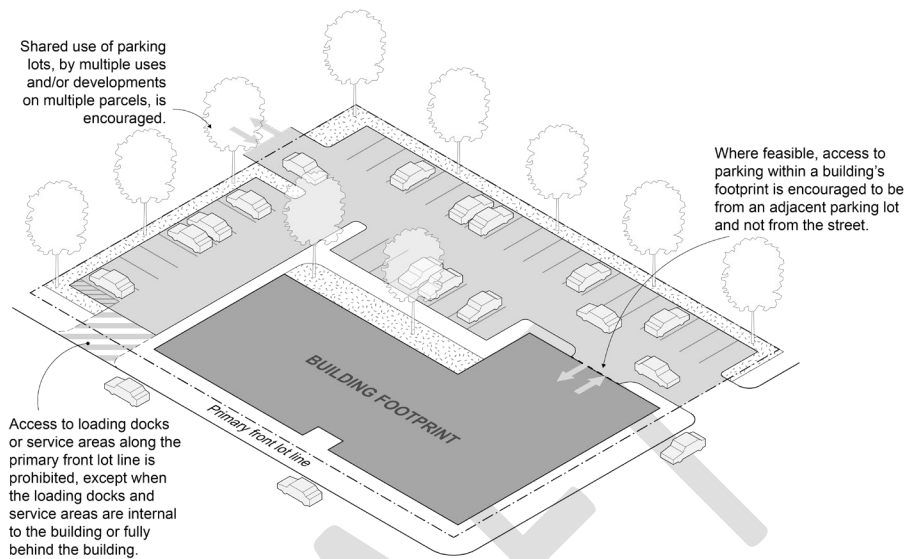 Shared use of parking
lots, by multiple uses
and/or developments
on multiple parcels, is
encouraged.
Where feasible, access to
parking within a building's
footprint is encouraged to be
from an adjacent parking lot
and not from the street.
BUILDING FOOTPRINT
Primary front lot line
Access to loading docks
or service areas along the
primary front lot line is
prohibited, except when
the loading docks and
service areas are internal
to the building or fully
behind the building.